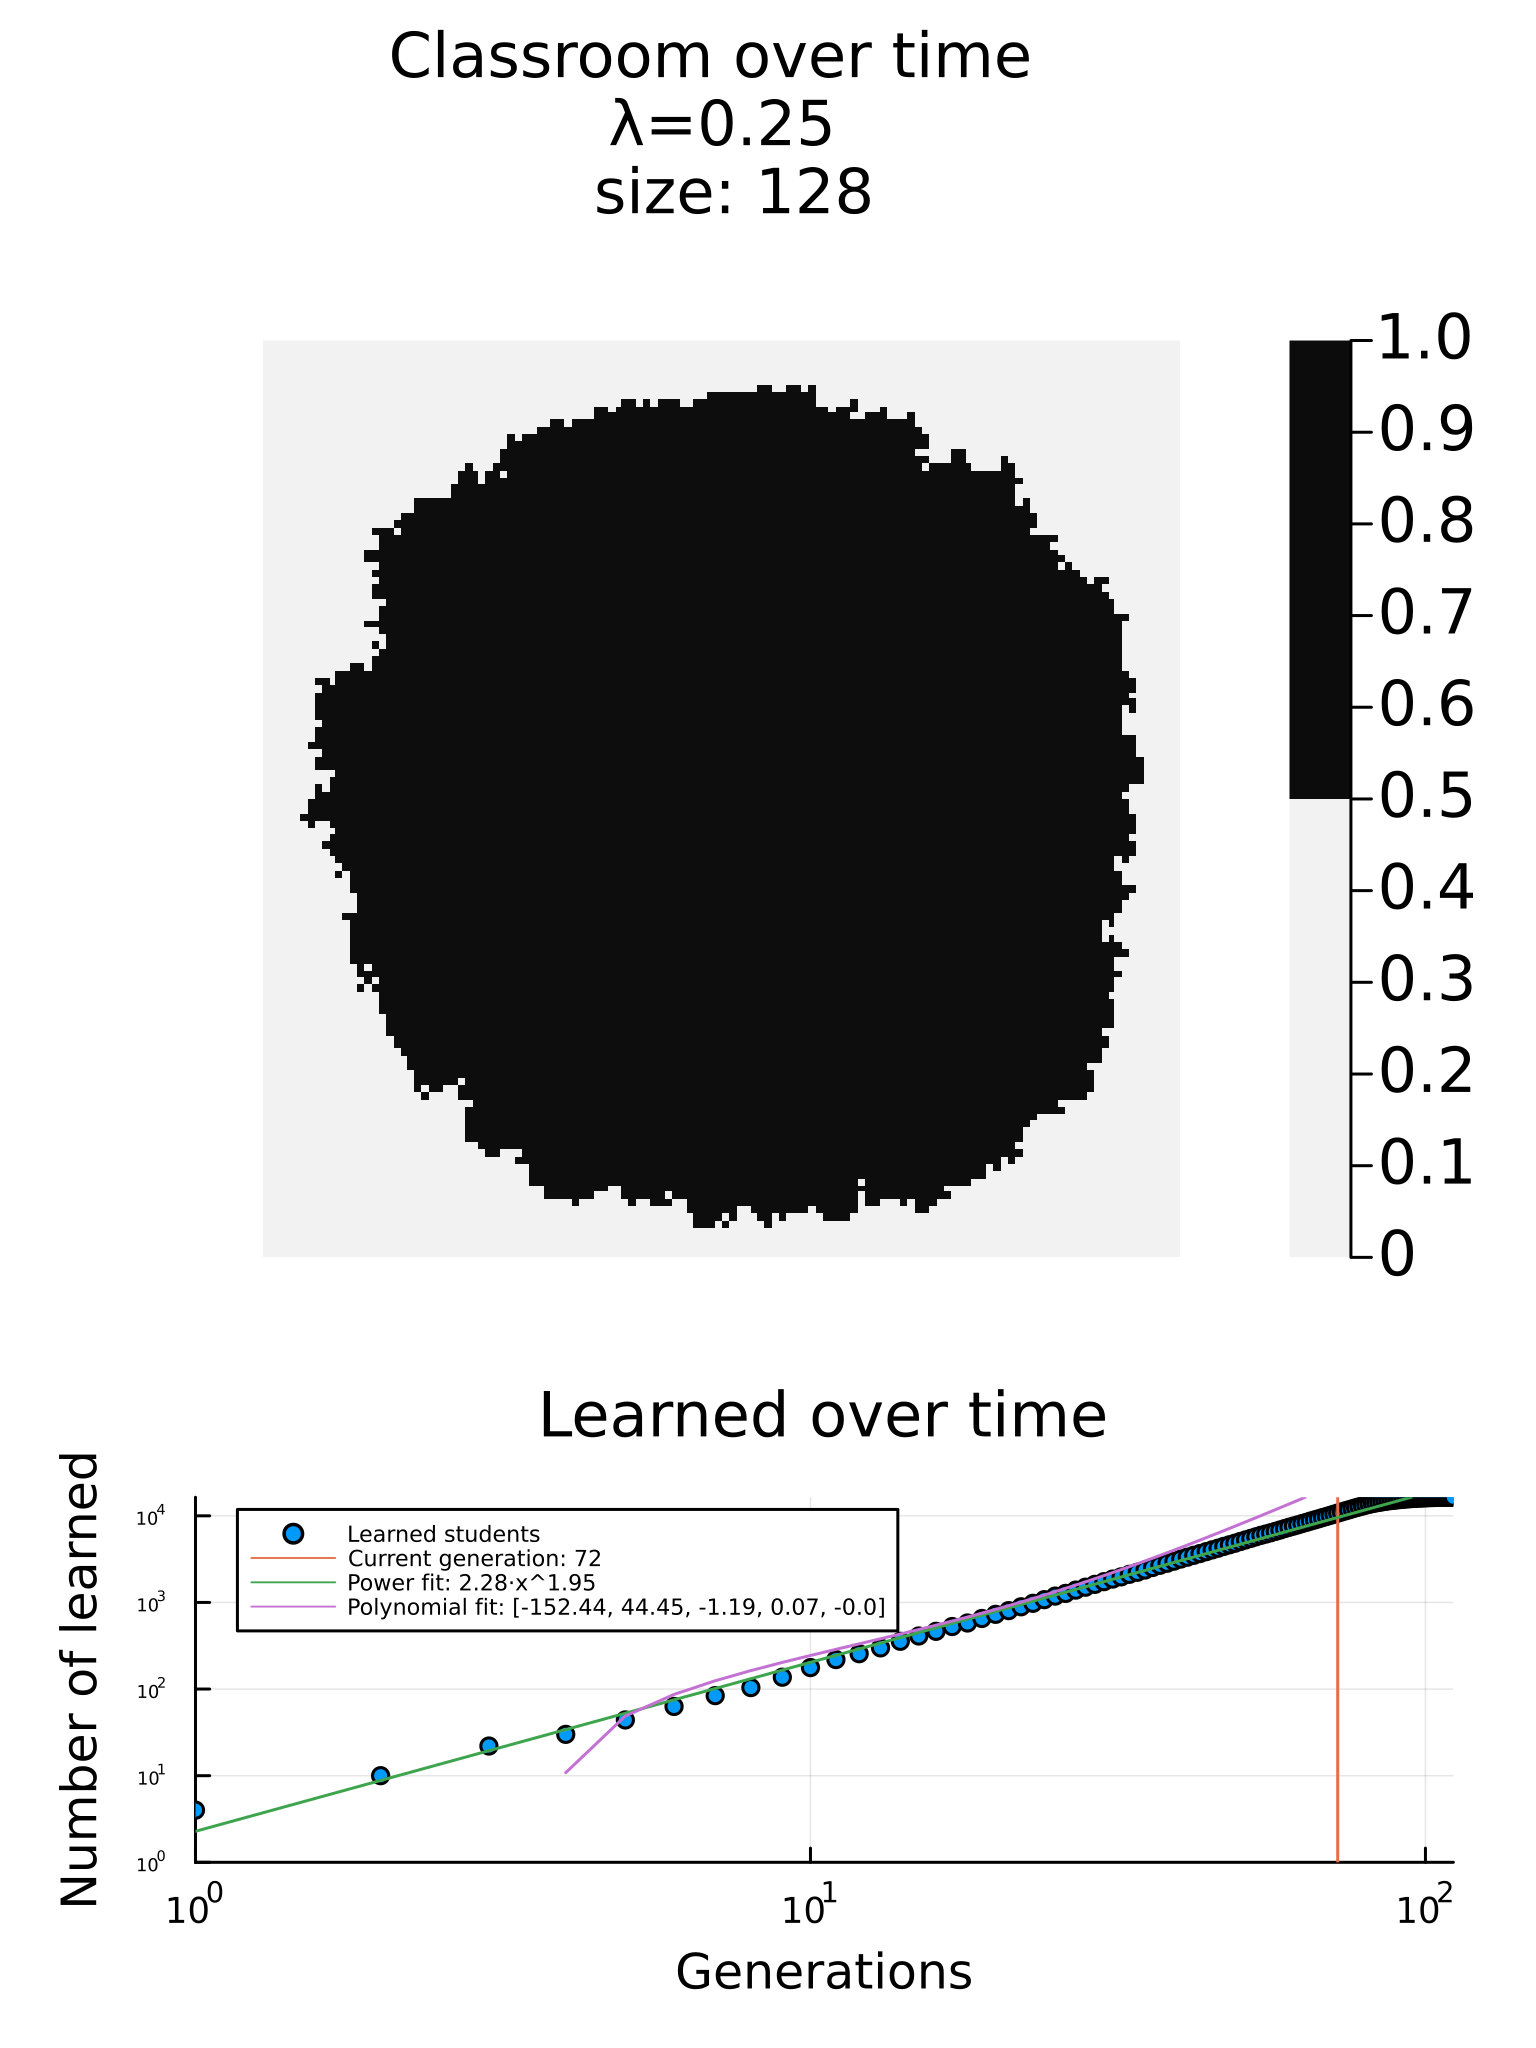 Classroom over time
λ=0.25
size: 128
1.0
0.9
0.8
0.7
0.6
0.5
0.4
0.3
0.2
0.1
0
Learned over time
Number of learned
10^4
10^3
10^2
10^1
10^0
Learned students
Current generation: 72
Power fit: 2.28·x^1.95
Polynomial fit: [-152.44, 44.45, -1.19, 0.07, -0.0]
10^0 10^1 10^2
Generations